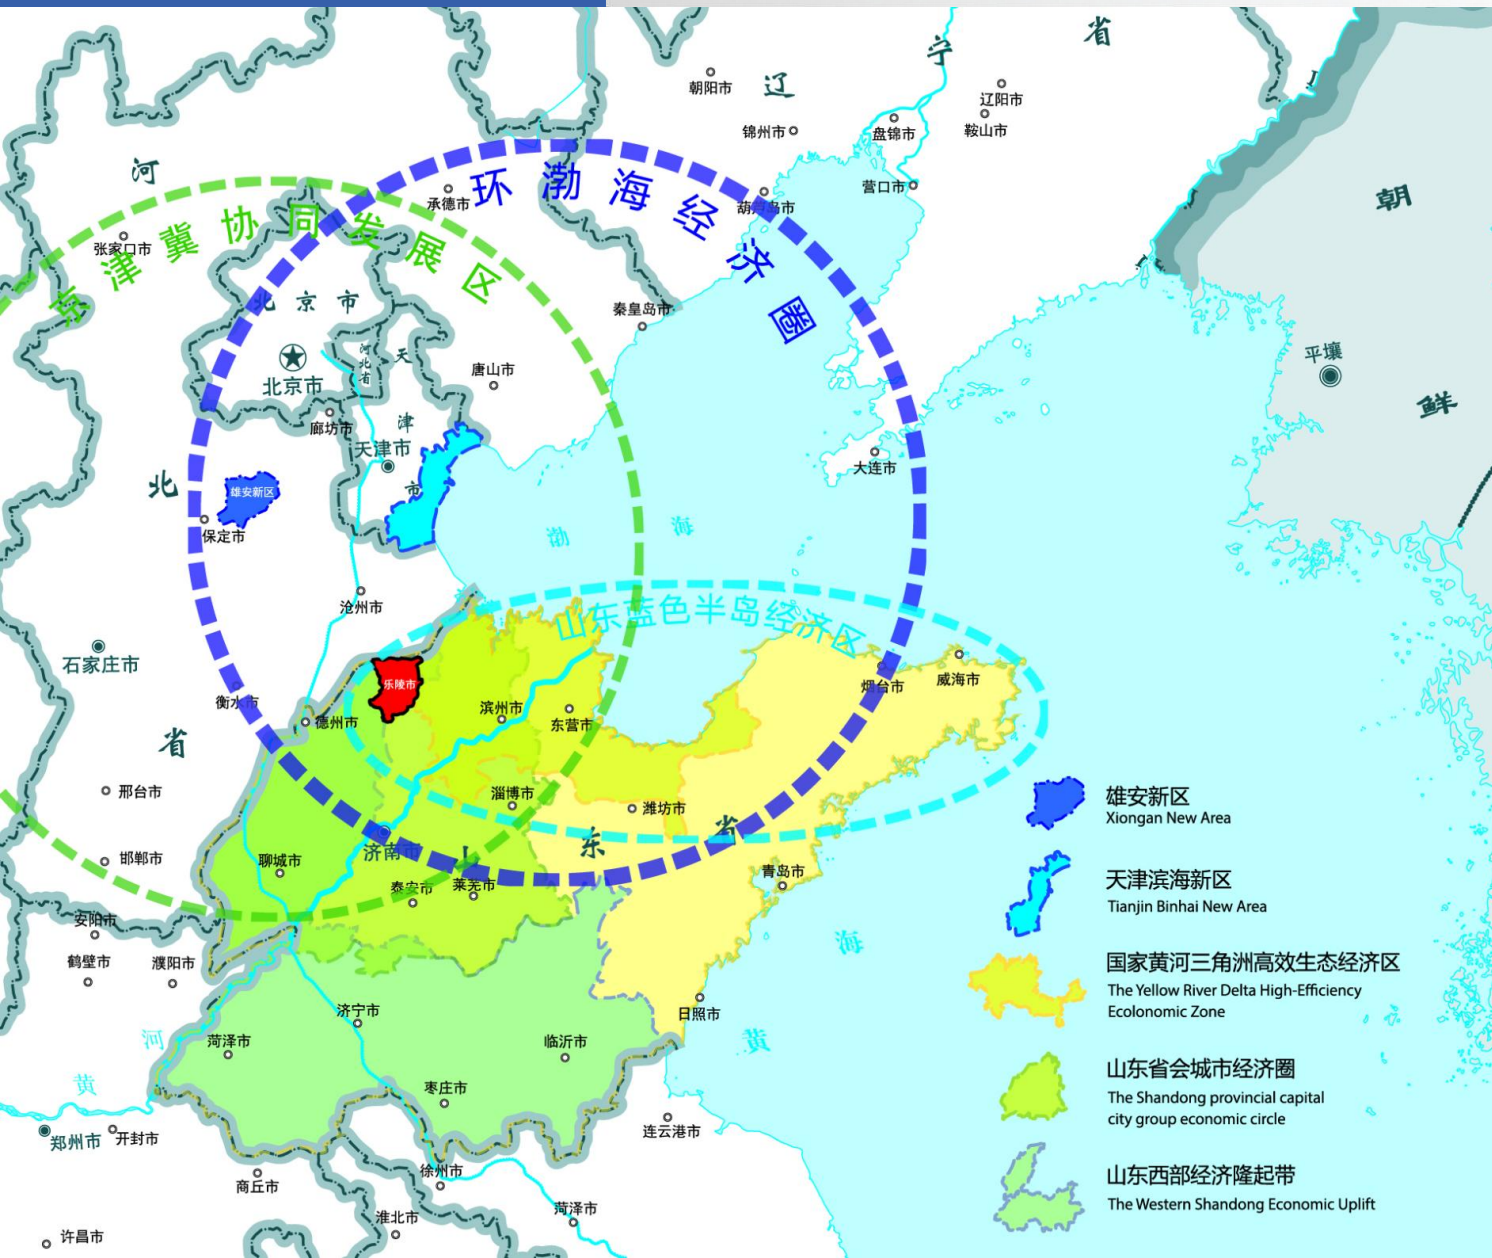 省
宁
辽
朝阳市
辽阳市
锦州市
盘锦市
鞍山市
河
承德市
环渤海经济圈
葫芦岛市
营口市
朝
张家口市
京津冀协同发展区
北京市
秦皇岛市
河北省
天
平壤
北京市
唐山市
鲜
廊坊市
津
天津市
大连市
北
雄安新区
市
保定市
渤
海
沧州市
山东蓝色半岛经济区
石家庄市
乐陵市
烟台市
威海市
衡水市
德州市
滨州市
东营市
省
邢台市
淄博市
潍坊市
雄安新区
Xiongan New Area
省
东
济南市
邯郸市
聊城市
青岛市
泰安市
莱芜市
天津滨海新区
Tianjin Binhai New Area
安阳市
鹤壁市
濮阳市
海
国家黄河三角洲高效生态经济区
The Yellow River Delta High-Efficiency
Ecolonomic Zone
济宁市
日照市
河
菏泽市
临沂市
黄
山东省会城市经济圈
The Shandong provincial capital
city group economic circle
黄
枣庄市
郑州市
开封市
连云港市
徐州市
商丘市
山东西部经济隆起带
The Western Shandong Economic Uplift
淮北市
菏泽市
许昌市